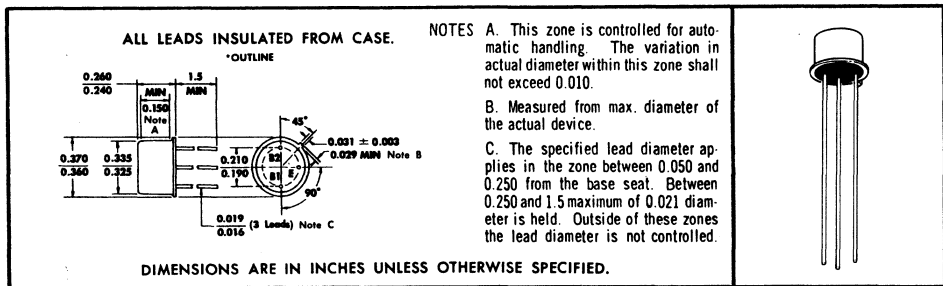 ALL LEADS INSULATED FROM CASE.
*OUTLINE
0.260
0.240
1.5
MIN
MIN
0.150
Note
A
45°
0.031 ± 0.003
0.029 MIN Note B
0.370
0.360
0.335
0.325
0.210
0.190
B2
B1
E
90°
0.019
0.016
(3 Leads) Note C
DIMENSIONS ARE IN INCHES UNLESS OTHERWISE SPECIFIED.
NOTES A. This zone is controlled for auto-
matic handling. The variation in
actual diameter within this zone shall
not exceed 0.010.
B. Measured from max. diameter of
the actual device.
C. The specified lead diameter ap-
plies in the zone between 0.050 and
0.250 from the base seat. Between
0.250 and 1.5 maximum of 0.021 diam-
eter is held. Outside of these zones
the lead diameter is not controlled.